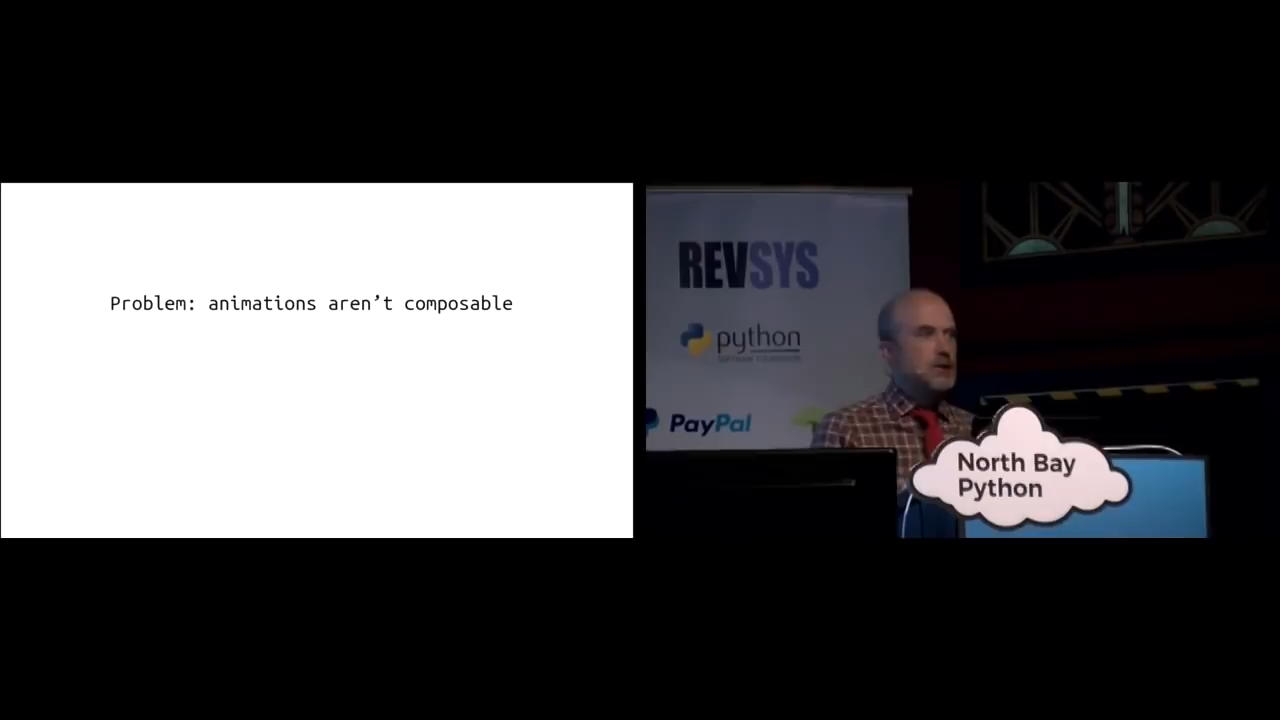 Problem: animations aren’t composable
REVSYS
python
PayPal
North Bay
Python